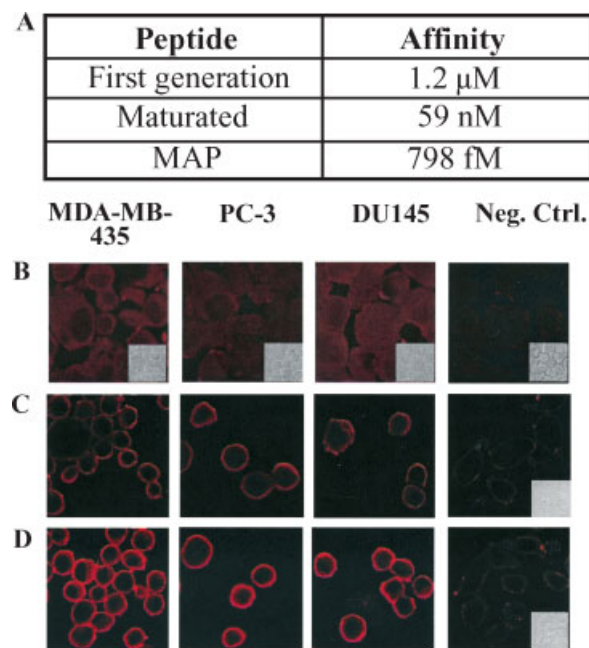 A
Peptide Affinity
First generation 1.2 μM
Maturated 59 nM
MAP 798 fM
MDA-MB-435 PC-3 DU145 Neg. Ctrl.
B
C
D